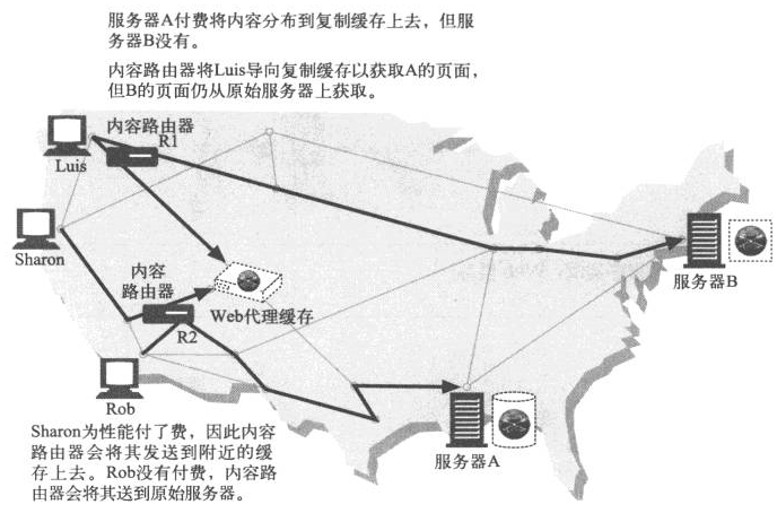 服务器A付费将内容分布到复制缓存上去，但服
务器B没有。
内容路由器将Luis导向复制缓存以获取A的页面，
但B的页面仍从原始服务器上获取。
内容路由器
R1
Luis
Sharon
内容
路由器
R2
Web代理缓存
服务器B
Rob
服务器A
Sharon为性能付了费，因此内容
路由器会将其发送到附近的缓
存上去。Rob没有付费，内容路
由器会将其送到原始服务器。